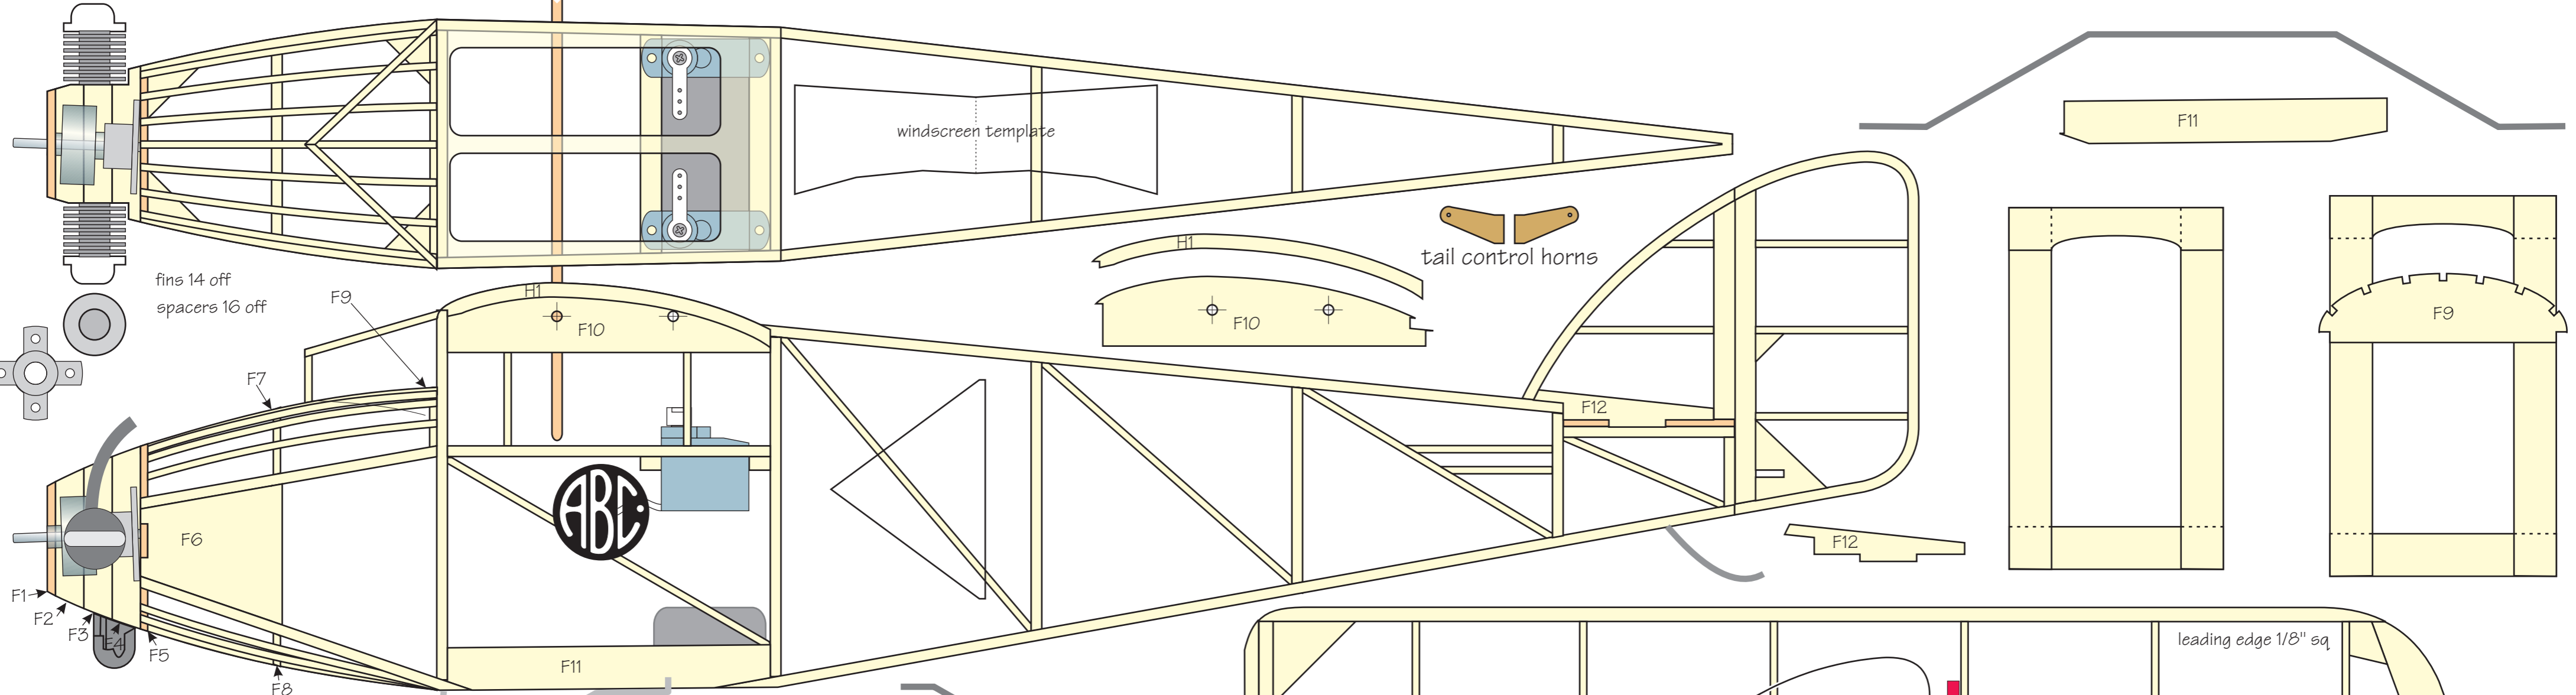 windscreen template
F11
tail control horns
H1
F10
fins 14 off
spacers 16 off
F9
H1
F10
F9
F7
F12
F6
ABC
F12
F1
F2
F3
F4
F5
F8
F11
leading edge 1/8" sq